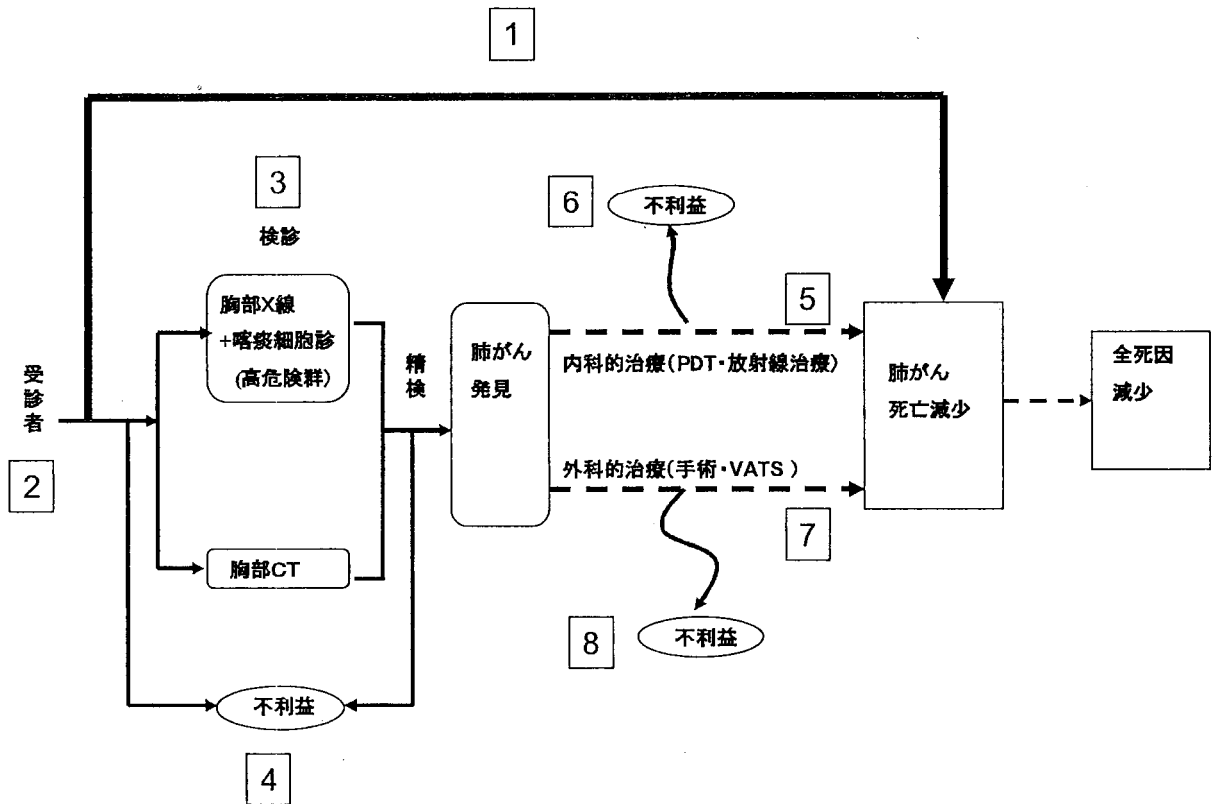 1
3
検診
6
不利益
胸部X線
+喀痰細胞診
(高危険群)
精検
肺がん
発見
5
内科的治療(PDT・放射線治療)
肺がん
死亡減少
全死因
減少
受診者
2
外科的治療(手術・VATS)
7
胸部CT
8
不利益
不利益
4